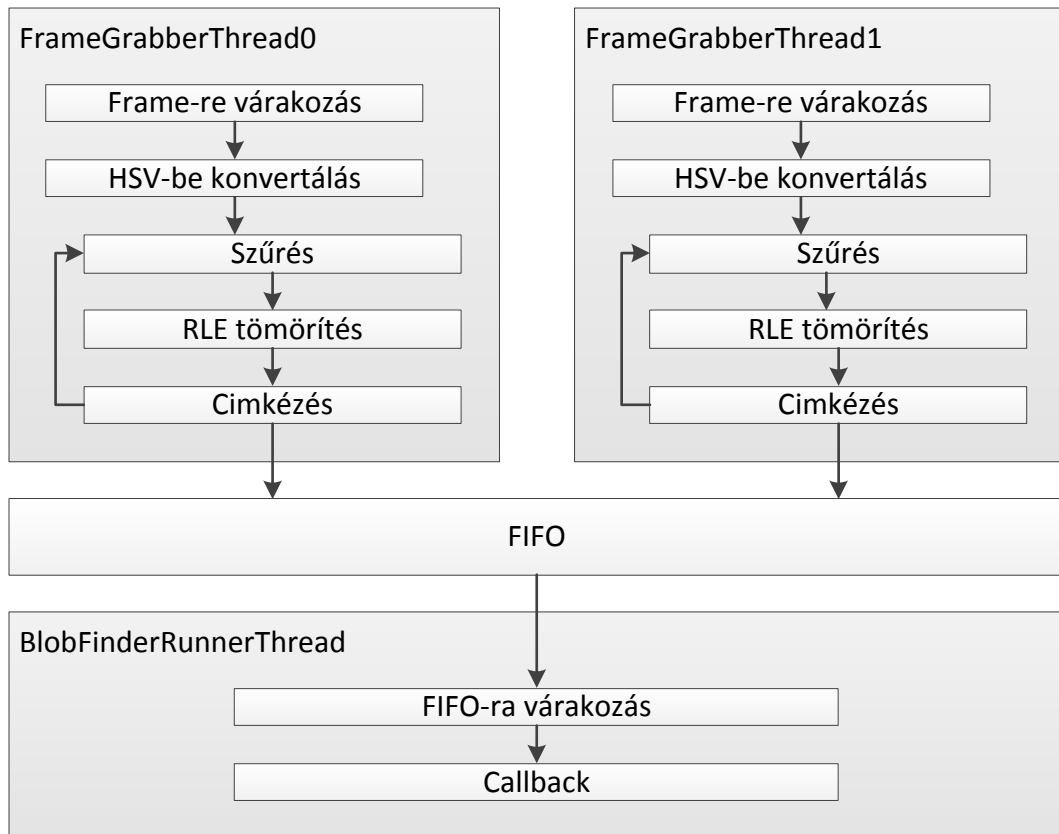 FrameGrabberThread0
Frame-re várakozás
HSV-be konvertálás
Szűrés
RLE tömörítés
Cimkézés
FrameGrabberThread1
Frame-re várakozás
HSV-be konvertálás
Szűrés
RLE tömörítés
Cimkézés
FIFO
BlobFinderRunnerThread
FIFO-ra várakozás
Callback